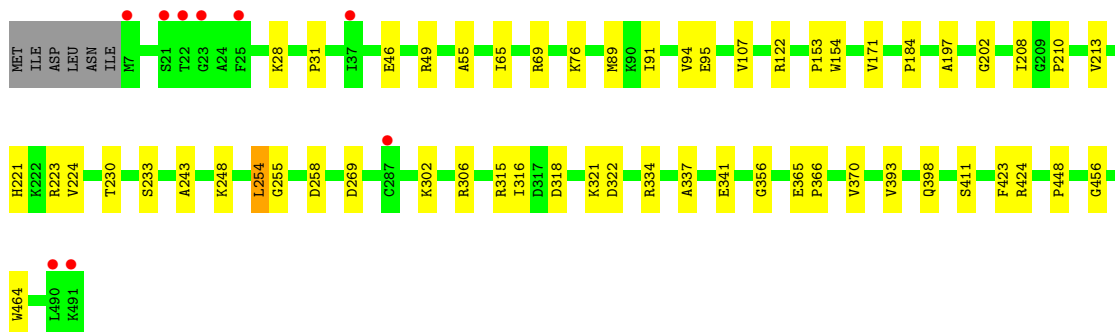 MET ILE ASP LEU ASN ILE M7 S21 T22 G23 A24 F25 K28 P31 I37 E46 R49 A55 I65 R69 K76 M89 K90 I91 V94 E95 V107 R122 P153 W154 V171 P184 A197 G202 I208 G209 P210 V213
H221 K222 R223 V224 T230 S233 A243 K248 L254 G255 D258 D269 C287 K302 R306 R315 I316 D317 D318 K321 D322 R334 A337 E341 G356 E365 P366 V370 V393 Q398 S411 F423 R424 P448 Q456
W464 L490 K491